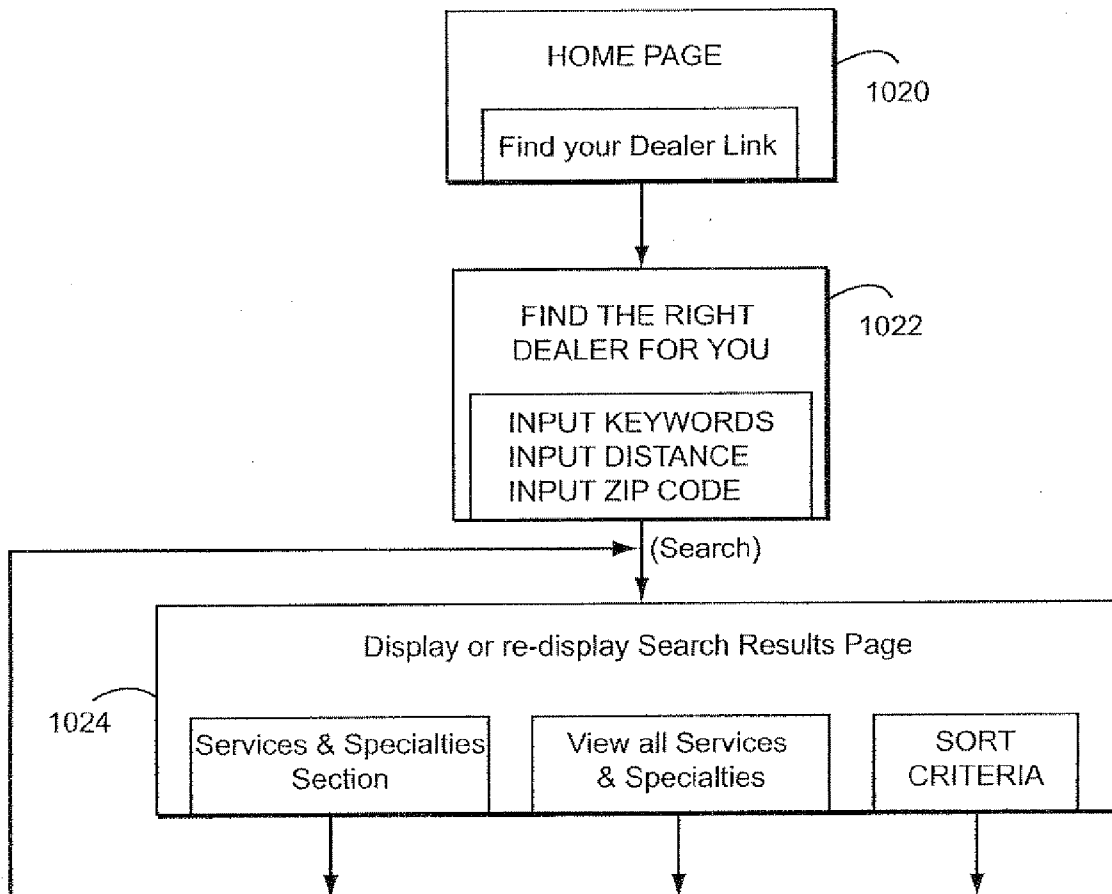 HOME PAGE
1020
Find your Dealer Link
FIND THE RIGHT
DEALER FOR YOU
1022
INPUT KEYWORDS
INPUT DISTANCE
INPUT ZIP CODE
(Search)
Display or re-display Search Results Page
1024
Services & Specialties
Section
View all Services
& Specialties
SORT
CRITERIA